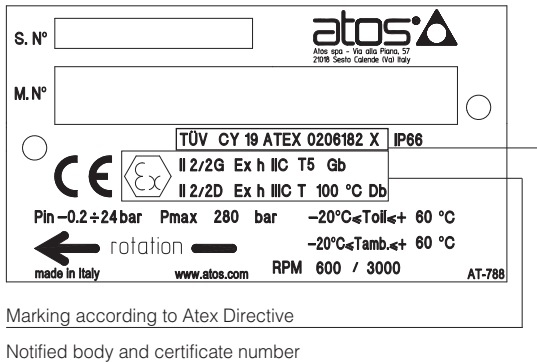 S. Nº
atos
Atos spa - Via alla Piana, 57
21018 Sesto Calende (Va) Italy
M. Nº
TÜV CY 19 ATEX 0206182 X IP66
CE Ex II 2/2G Ex h IIC T5 Gb
II 2/2D Ex h IIIC T 100 °C Db
Pin -0.2÷24 bar Pmax 280 bar -20°C≤Toil≤+ 60 °C
rotation -20°C≤Tamb.≤+ 60 °C
made in Italy www.atos.com RPM 600 / 3000 AT-788
Marking according to Atex Directive
Notified body and certificate number